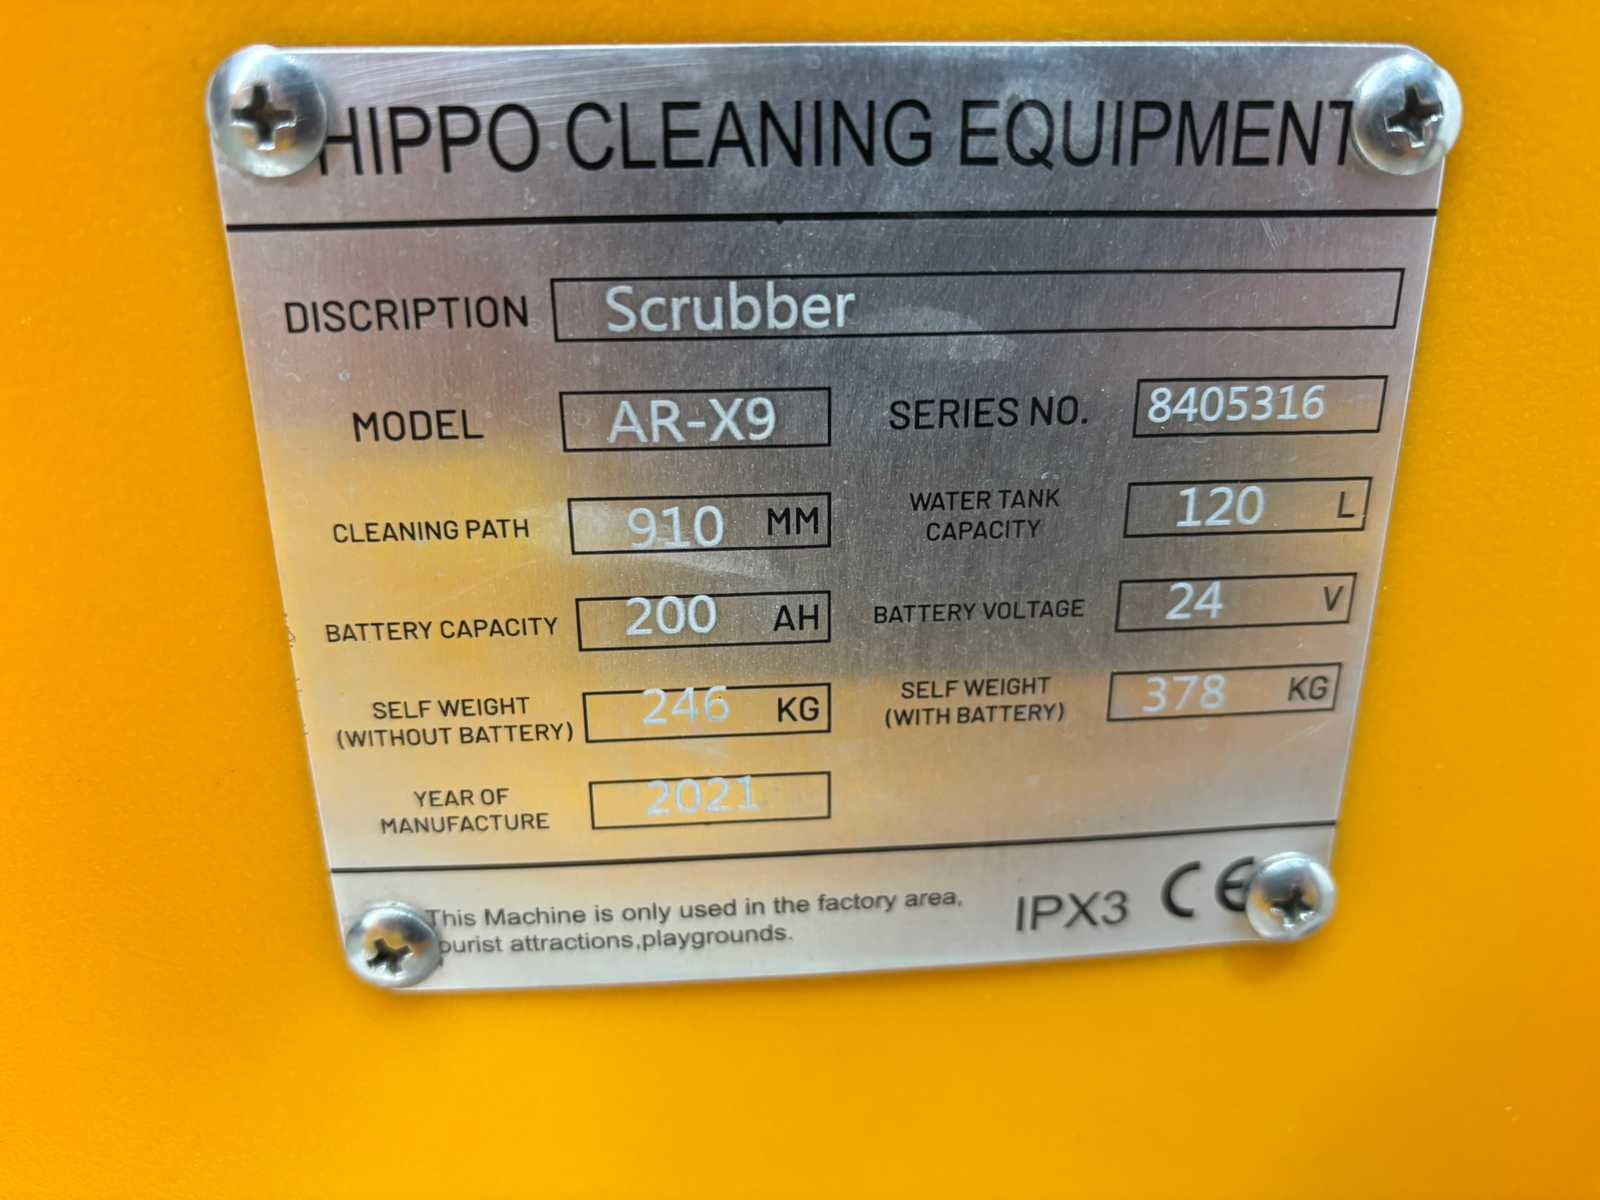 HIPPO CLEANING EQUIPMENT
DISCRIPTION Scrubber
MODEL AR-X9 SERIES NO. 8405316
CLEANING PATH 910 MM WATER TANK CAPACITY 120 L
BATTERY CAPACITY 200 AH BATTERY VOLTAGE 24 V
SELF WEIGHT (WITHOUT BATTERY) 246 KG SELF WEIGHT (WITH BATTERY) 378 KG
YEAR OF MANUFACTURE 2021
This Machine is only used in the factory area,
tourist attractions,playgrounds.
IPX3 CE